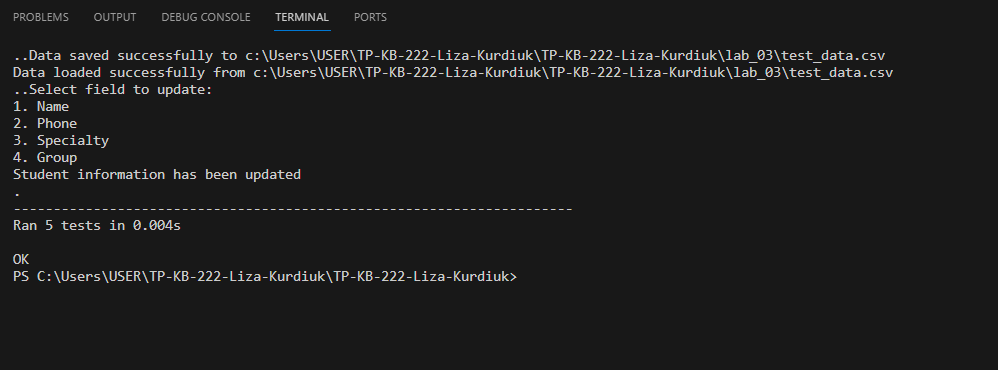 PROBLEMS OUTPUT DEBUG CONSOLE TERMINAL PORTS
..Data saved successfully to c:\Users\USER\TP-KB-222-Liza-Kurdiuk\TP-KB-222-Liza-Kurdiuk\lab_03\test_data.csv
Data loaded successfully from c:\Users\USER\TP-KB-222-Liza-Kurdiuk\TP-KB-222-Liza-Kurdiuk\lab_03\test_data.csv
..Select field to update:
1. Name
2. Phone
3. Specialty
4. Group
Student information has been updated
.
----------------------------------------------------------------------
Ran 5 tests in 0.004s
OK
PS C:\Users\USER\TP-KB-222-Liza-Kurdiuk\TP-KB-222-Liza-Kurdiuk>